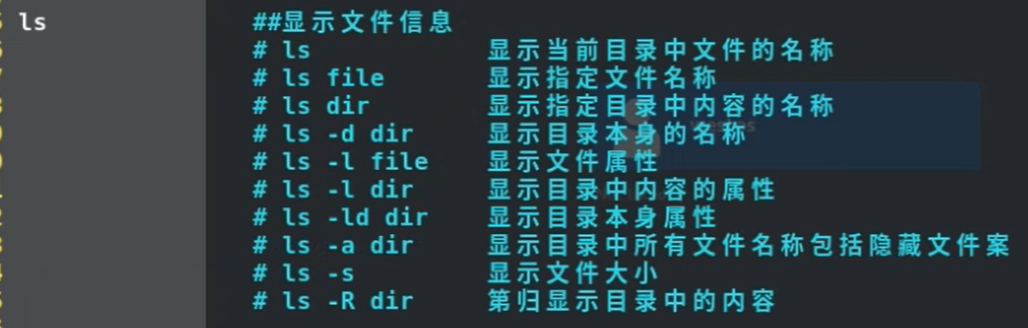 ls ##显示文件信息
# ls 显示当前目录中文件的名称
# ls file 显示指定文件名称
# ls dir 显示指定目录中内容的名称
# ls -d dir 显示目录本身的名称
# ls -l file 显示文件属性
# ls -l dir 显示目录中内容的属性
# ls -ld dir 显示目录本身属性
# ls -a dir 显示目录中所有文件名称包括隐藏文件案
# ls -s 显示文件大小
# ls -R dir 第归显示目录中的内容